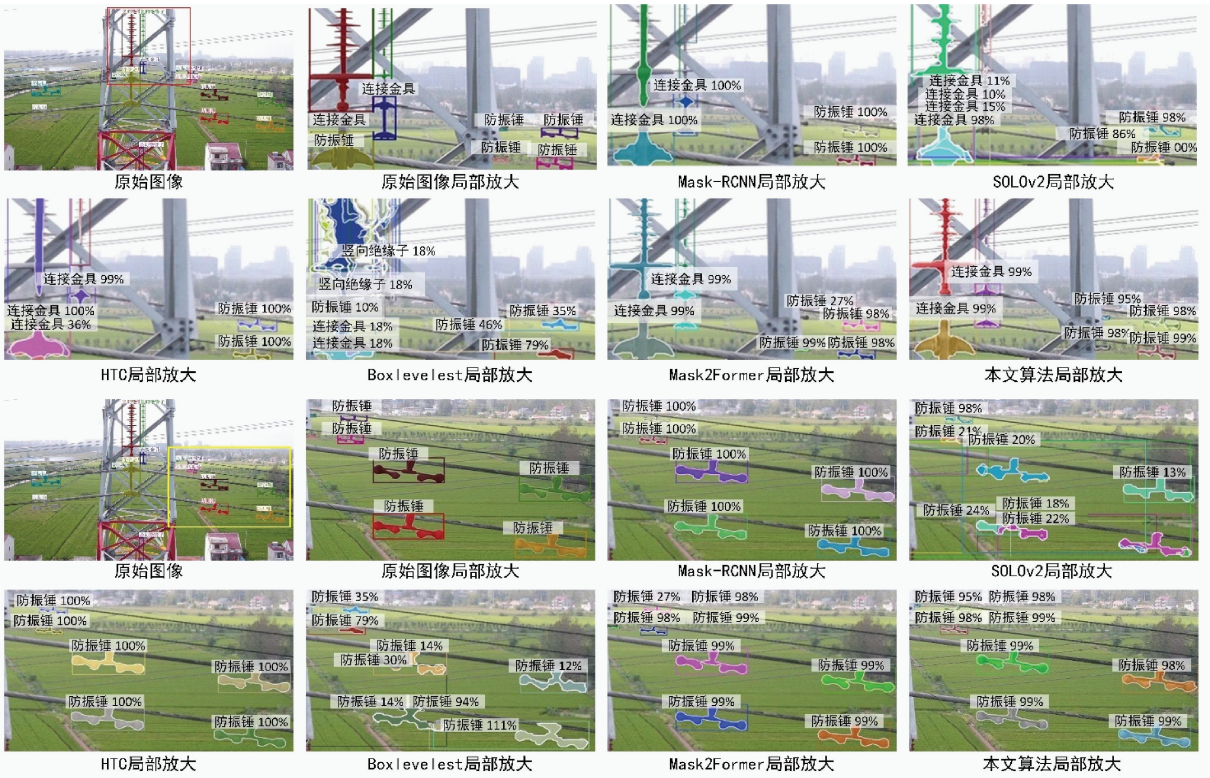 连接金具
连接金具
防振锤
防振锤
防振锤
防振锤
防振锤
连接金具 100%
连接金具 100%
防振锤 100%
防振锤 100%
连接金具 11%
连接金具 10%
连接金具 15%
连接金具 98%
防振锤 98%
防振锤 86%
防振锤 00%
原始图像
原始图像局部放大
Mask-RCNN局部放大
SOLOv2局部放大
连接金具 99%
连接金具 100%
连接金具 36%
防振锤 100%
防振锤 100%
竖向绝缘子 18%
竖向绝缘子 18%
防振锤 10%
连接金具 18%
连接金具 18%
防振锤 46%
防振锤 35%
防振锤 79%
连接金具 99%
连接金具 99%
防振锤 27%
防振锤 98%
防振锤 99%
防振锤 98%
连接金具 99%
连接金具 99%
防振锤 95%
防振锤 98%
防振锤 98%
防振锤 99%
HTC局部放大
Boxlevelest局部放大
Mask2Former局部放大
本文算法局部放大
防振锤
防振锤
防振锤
防振锤
防振锤
防振锤
防振锤 100%
防振锤 100%
防振锤 100%
防振锤 100%
防振锤 100%
防振锤 100%
防振锤 98%
防振锤 21%
防振锤 20%
防振锤 13%
防振锤 24%
防振锤 18%
防振锤 22%
原始图像
原始图像局部放大
Mask-RCNN局部放大
SOLOv2局部放大
防振锤 100%
防振锤 100%
防振锤 100%
防振锤 100%
防振锤 100%
防振锤 100%
防振锤 35%
防振锤 79%
防振锤 14%
防振锤 30%
防振锤 12%
防振锤 14%
防振锤 94%
防振锤 111%
防振锤 27% 防振锤 98%
防振锤 98% 防振锤 99%
防振锤 99%
防振锤 99%
防振锤 99%
防振锤 99%
防振锤 95% 防振锤 98%
防振锤 98% 防振锤 99%
防振锤 99%
防振锤 98%
防振锤 99%
防振锤 99%
HTC局部放大
Boxlevelest局部放大
Mask2Former局部放大
本文算法局部放大